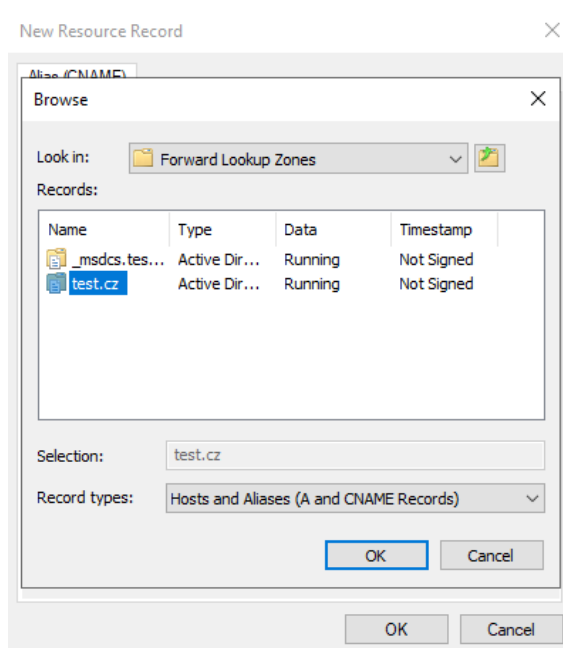 New Resource Record
Alias (CNAME)
Browse
Look in: Forward Lookup Zones
Records:
Name Type Data Timestamp
_msdcs.tes... Active Dir... Running Not Signed
test.cz Active Dir... Running Not Signed
Selection: test.cz
Record types: Hosts and Aliases (A and CNAME Records)
OK Cancel
OK Cancel